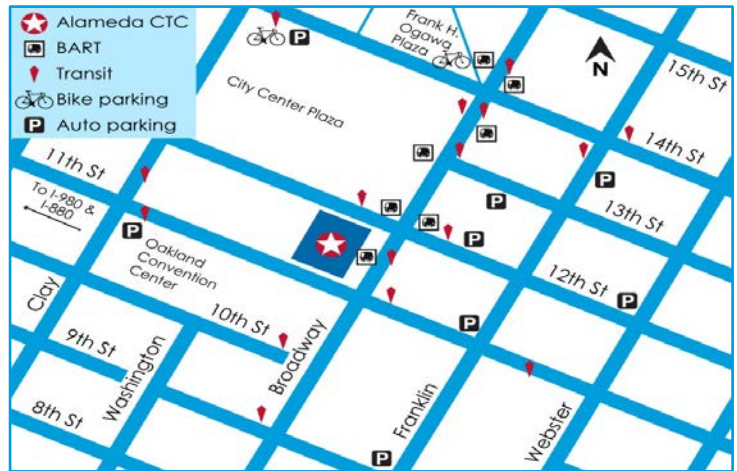 Alameda CTC
BART
Transit
Bike parking
P Auto parking
P
Frank H.
Ogawa
Plaza
N
15th St
City Center Plaza
14th St
11th St
P
13th St
To I-980 &
I-880
P
P
P
Oakland
Convention
Center
12th St
P
Clay
10th St
P
9th St
Washington
Broadway
8th St
Franklin
Webster
P